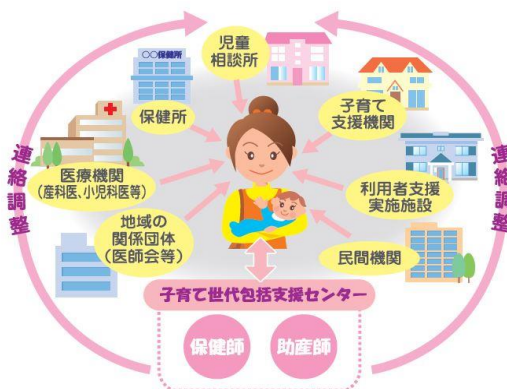 児童
相談所
〇〇保健所
保健所
子育て
支援機関
医療機関
(産科医、小児科医等)
利用者支援
実施施設
地域の
関係団体
(医師会等)
民間機関
連絡調整
連絡調整
子育て世代包括支援センター
保健師
助産師